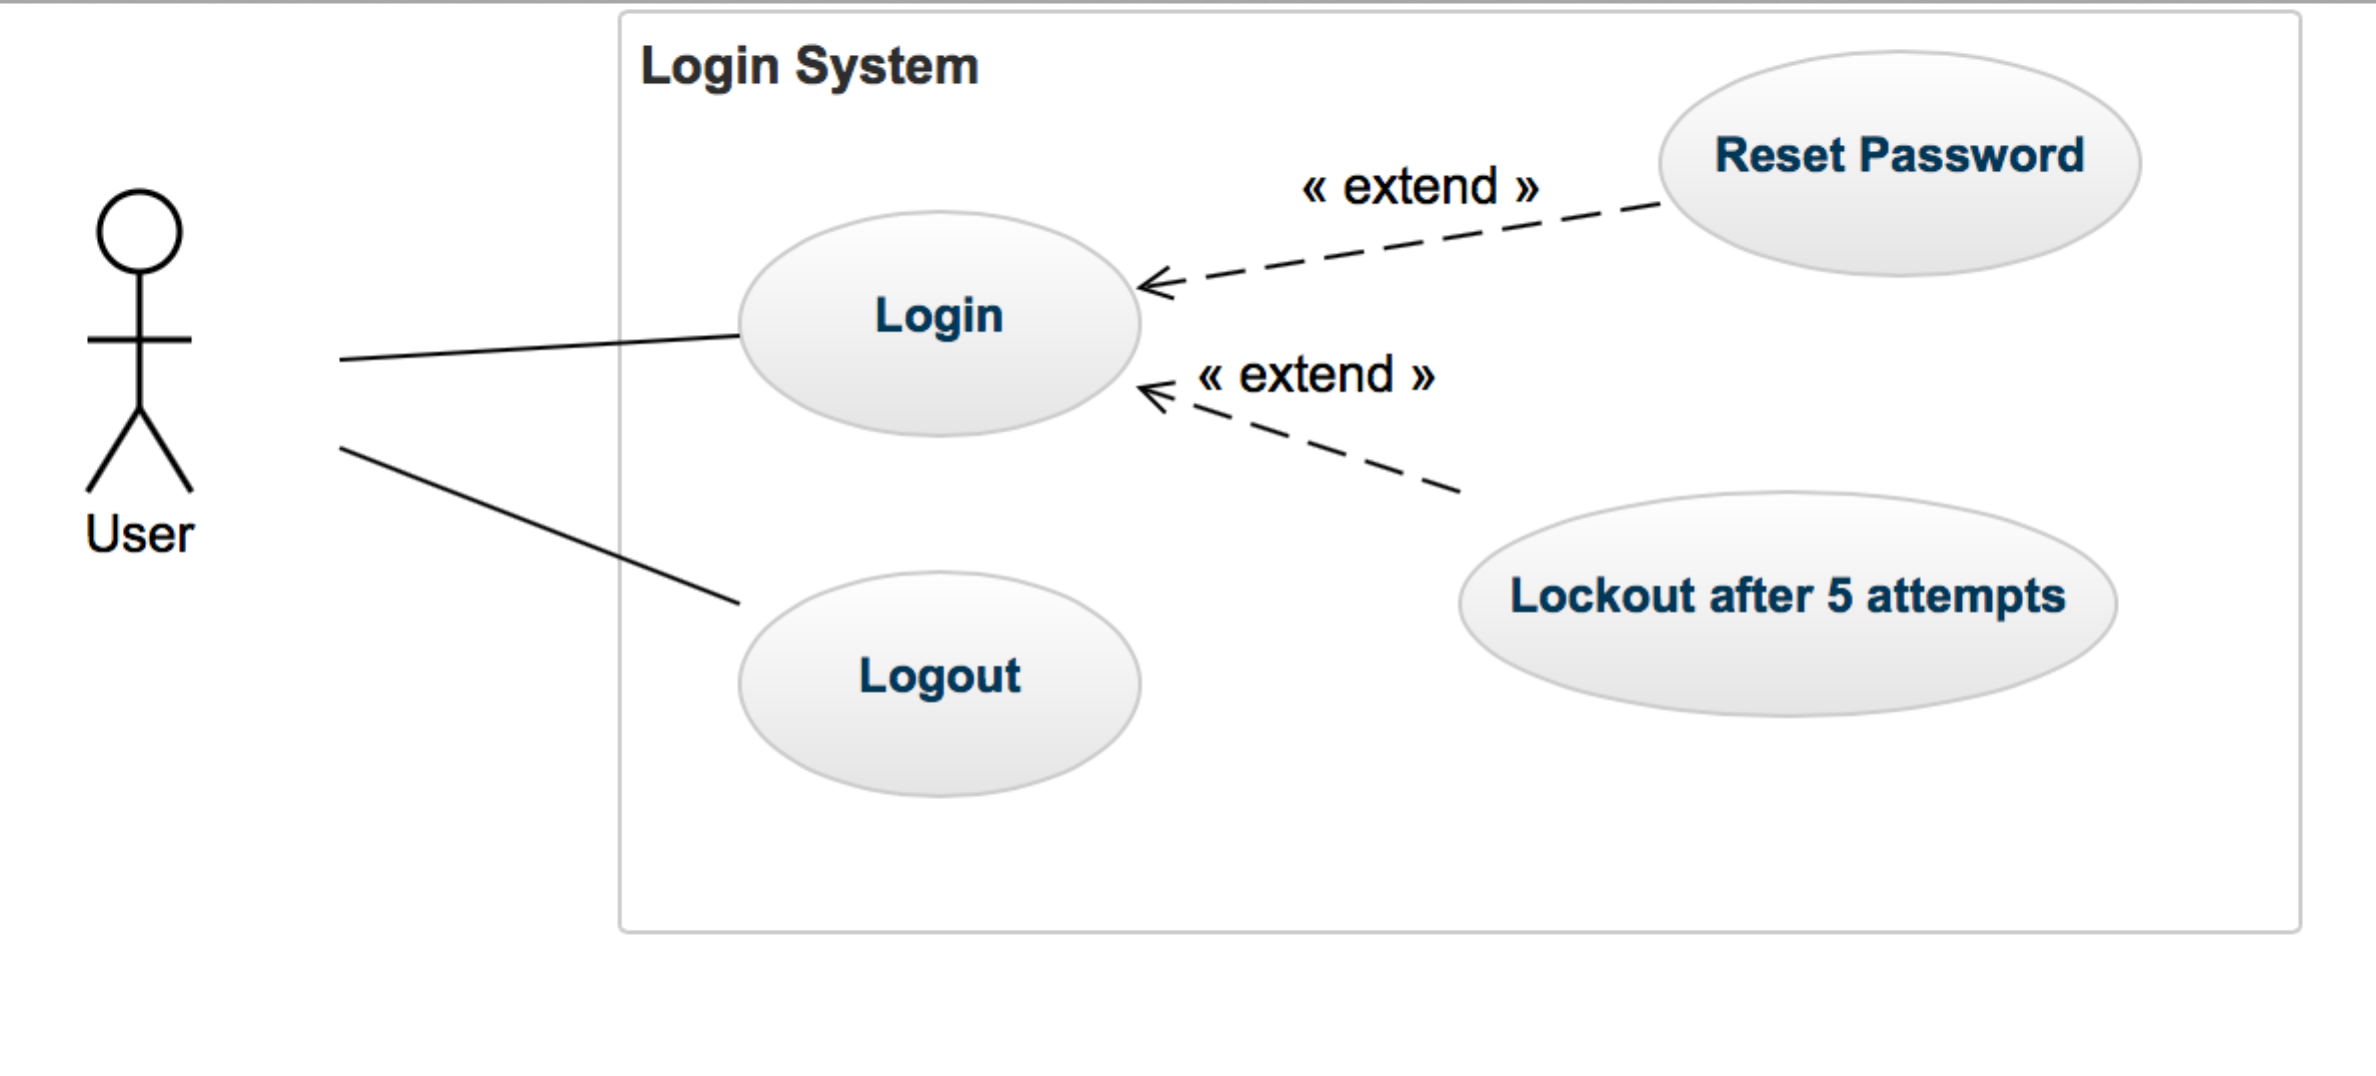 Login System
Reset Password
« extend »
Login
« extend »
User
Lockout after 5 attempts
Logout